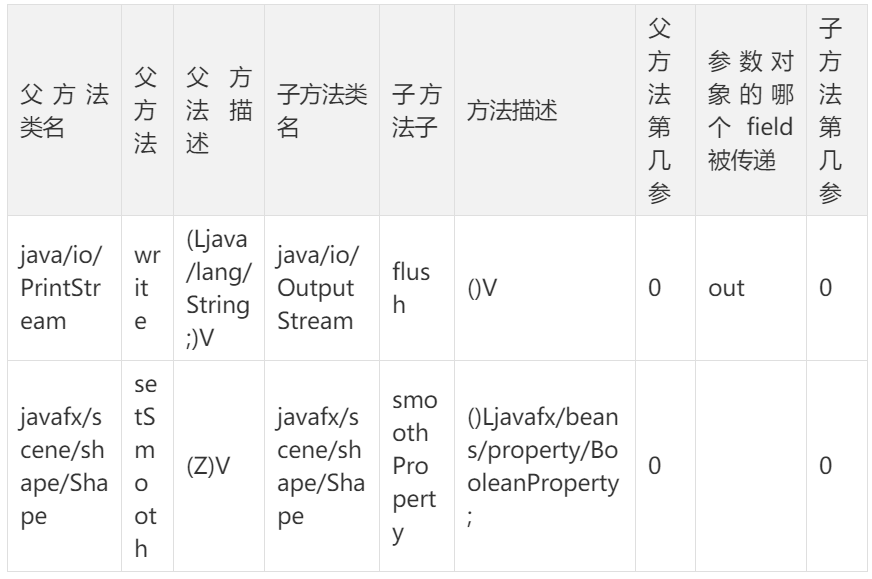 父方法类名
父方法
父方法描述
子方法类名
子方法子
方法描述
父方法第几参
参数对象的哪个 field 被传递
子方法第几参
java/io/PrintStream
write
(Ljava/lang/String;)V
java/io/OutputStream
flush
()V
0
out
0
javafx/scene/shape/Shape
setSmooth
(Z)V
javafx/scene/shape/Shape
smoothProperty
()Ljavafx/beans/property/BooleanProperty;
0
0